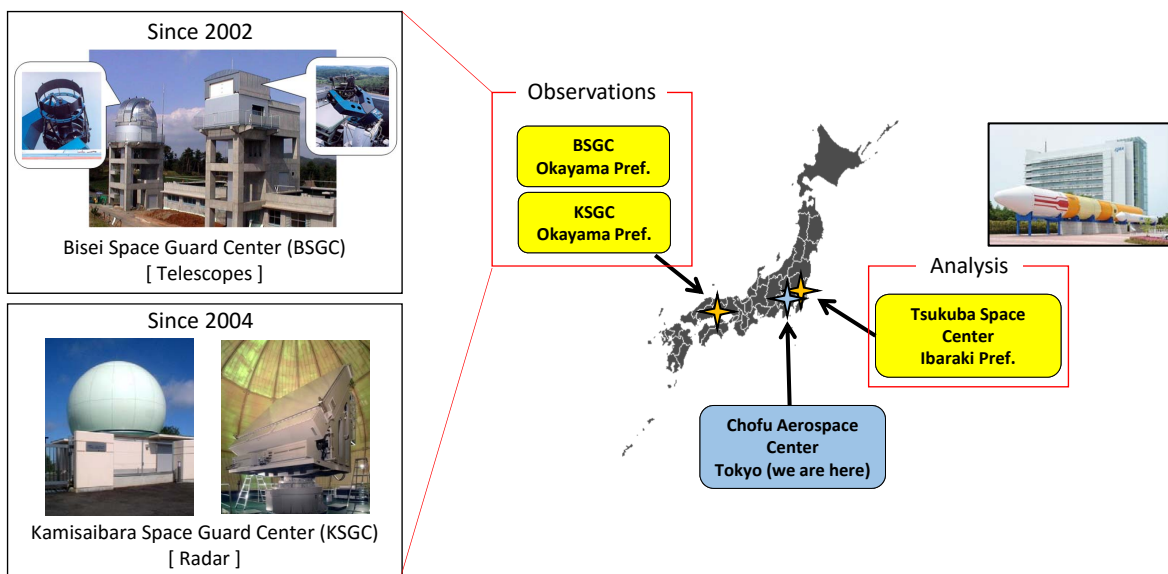 Since 2002
Bisei Space Guard Center (BSGC)
[ Telescopes ]
Since 2004
Kamisaibara Space Guard Center (KSGC)
[ Radar ]
Observations
BSGC
Okayama Pref.
KSGC
Okayama Pref.
Analysis
Tsukuba Space
Center
Ibaraki Pref.
Chofu Aerospace
Center
Tokyo (we are here)